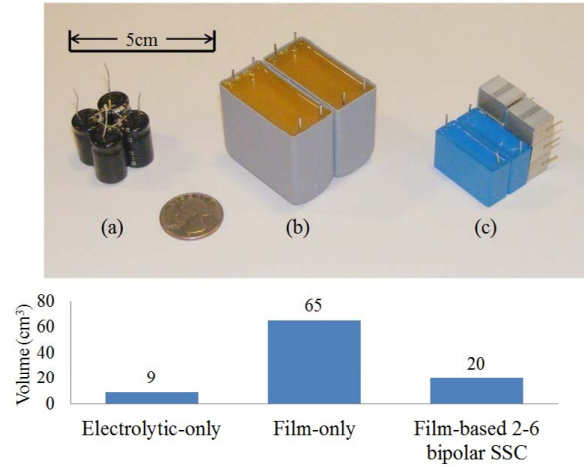 5cm
(a)
(b)
(c)
Volume (cm³)
80
60
40
20
0
9
65
20
Electrolytic-only
Film-only
Film-based 2-6
bipolar SSC